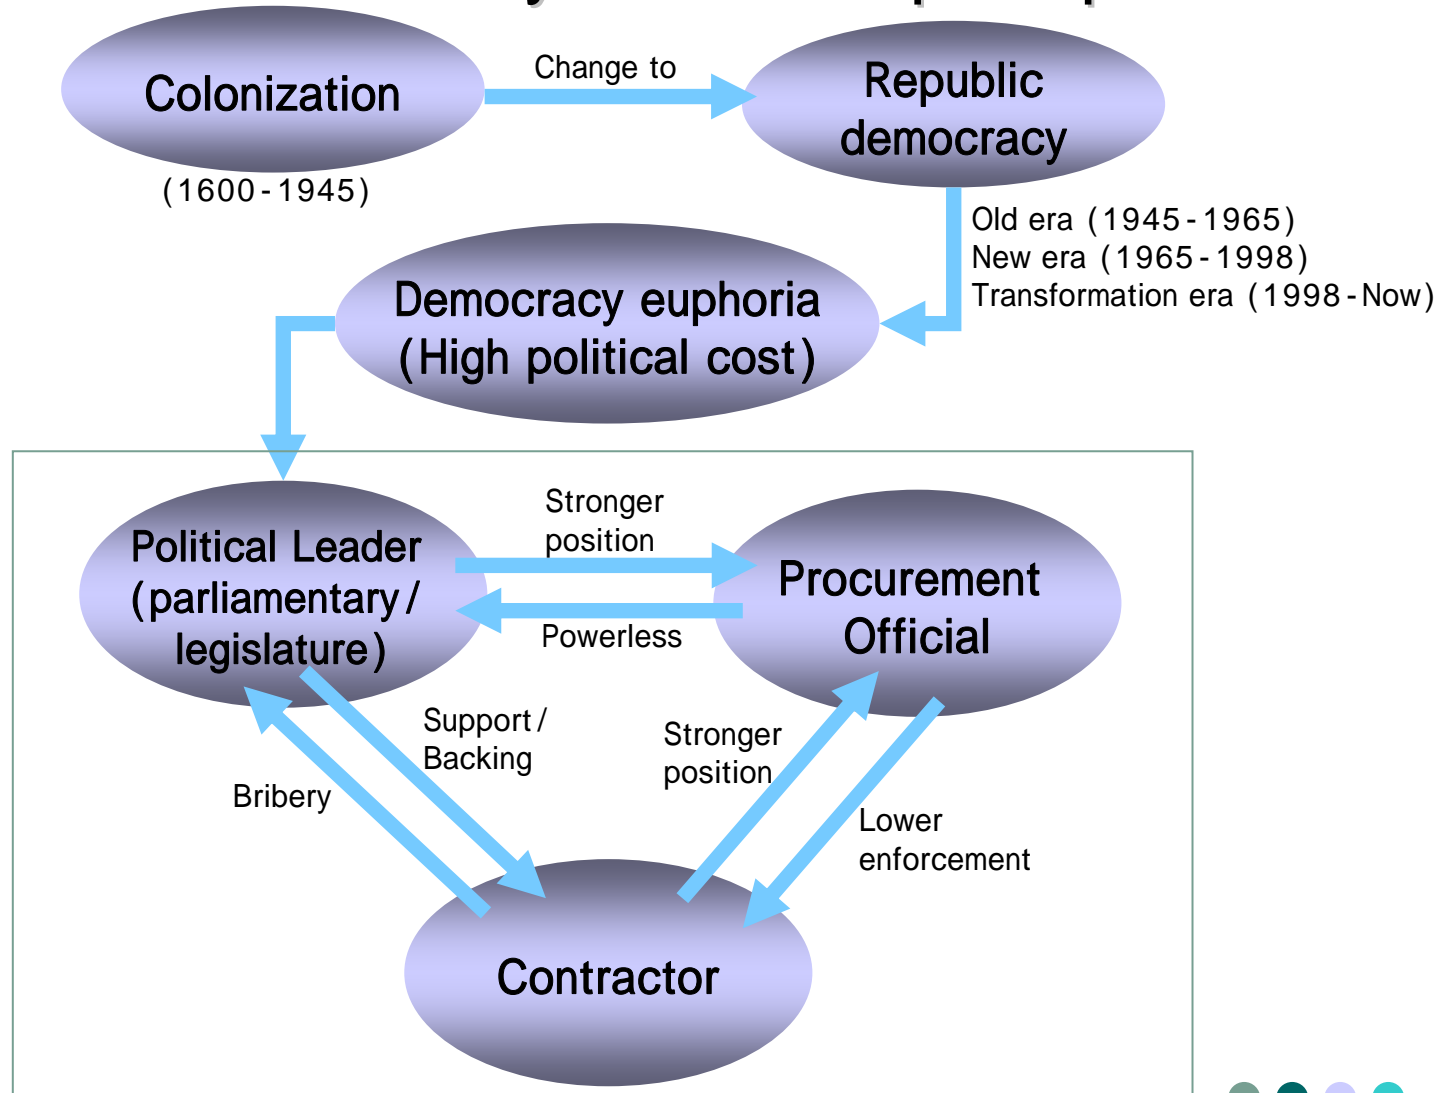 Colonization
(1600-1945)
Change to
Republic
democracy
Old era (1945-1965)
New era (1965-1998)
Transformation era (1998-Now)
Democracy euphoria
(High political cost)
Political Leader
(parliamentary/
legislature)
Stronger
position
Powerless
Procurement
Official
Support/
Backing
Bribery
Stronger
position
Lower
enforcement
Contractor